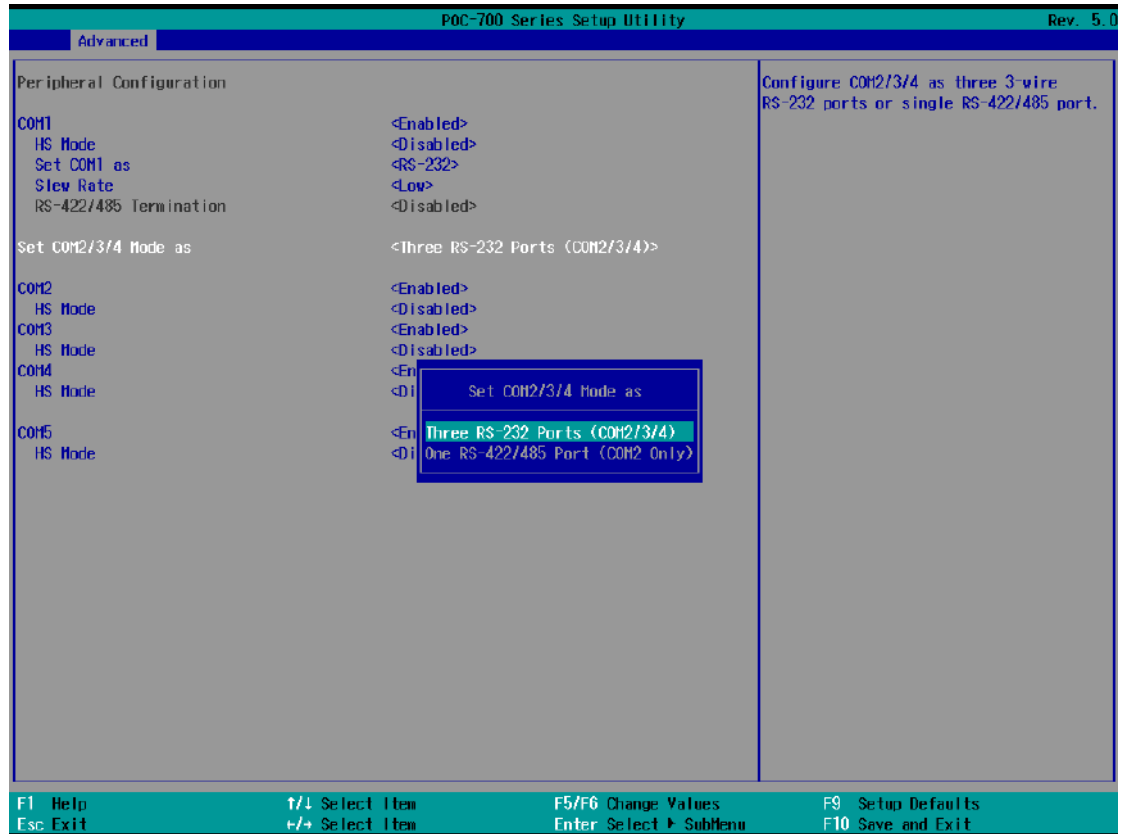 POC-700 Series Setup Utility Rev. 5.0
Advanced
Peripheral Configuration
Configure COM2/3/4 as three 3-wire
RS-232 ports or single RS-422/485 port.
COM1 <Enabled>
HS Mode <Disabled>
Set COM1 as <RS-232>
Slew Rate <Low>
RS-422/485 Termination <Disabled>
Set COM2/3/4 Mode as <Three RS-232 Ports (COM2/3/4)>
COM2 <Enabled>
HS Mode <Disabled>
COM3 <Enabled>
HS Mode <Disabled>
COM4 <En
HS Mode <Di
COM5 <En
HS Mode <Di
Set COM2/3/4 Mode as
Three RS-232 Ports (COM2/3/4)
One RS-422/485 Port (COM2 Only)
F1 Help ↑/↓ Select Item F5/F6 Change Values F9 Setup Defaults
Esc Exit ←/→ Select Item Enter Select ▶ SubMenu F10 Save and Exit